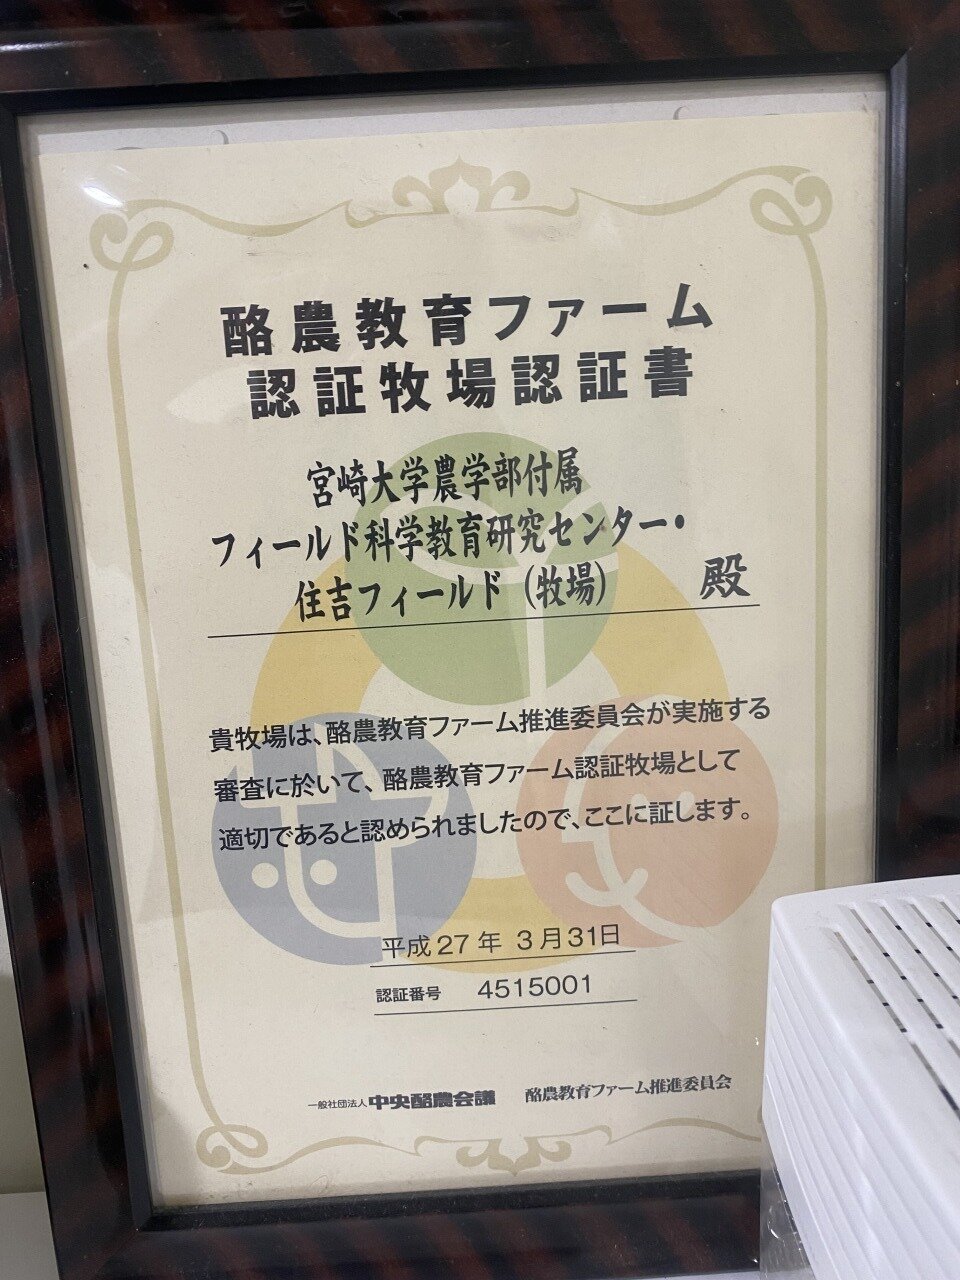 酪農教育ファーム
認証牧場認証書
宮崎大学農学部付属
フィールド科学教育研究センター・
住吉フィールド（牧場） 殿
貴牧場は、酪農教育ファーム推進委員会が実施する
審査に於いて、酪農教育ファーム認証牧場として
適切であると認められましたので、ここに証します。
平成27年 3月31日
認証番号 4515001
一般社団法人 中央酪農会議 酪農教育ファーム推進委員会